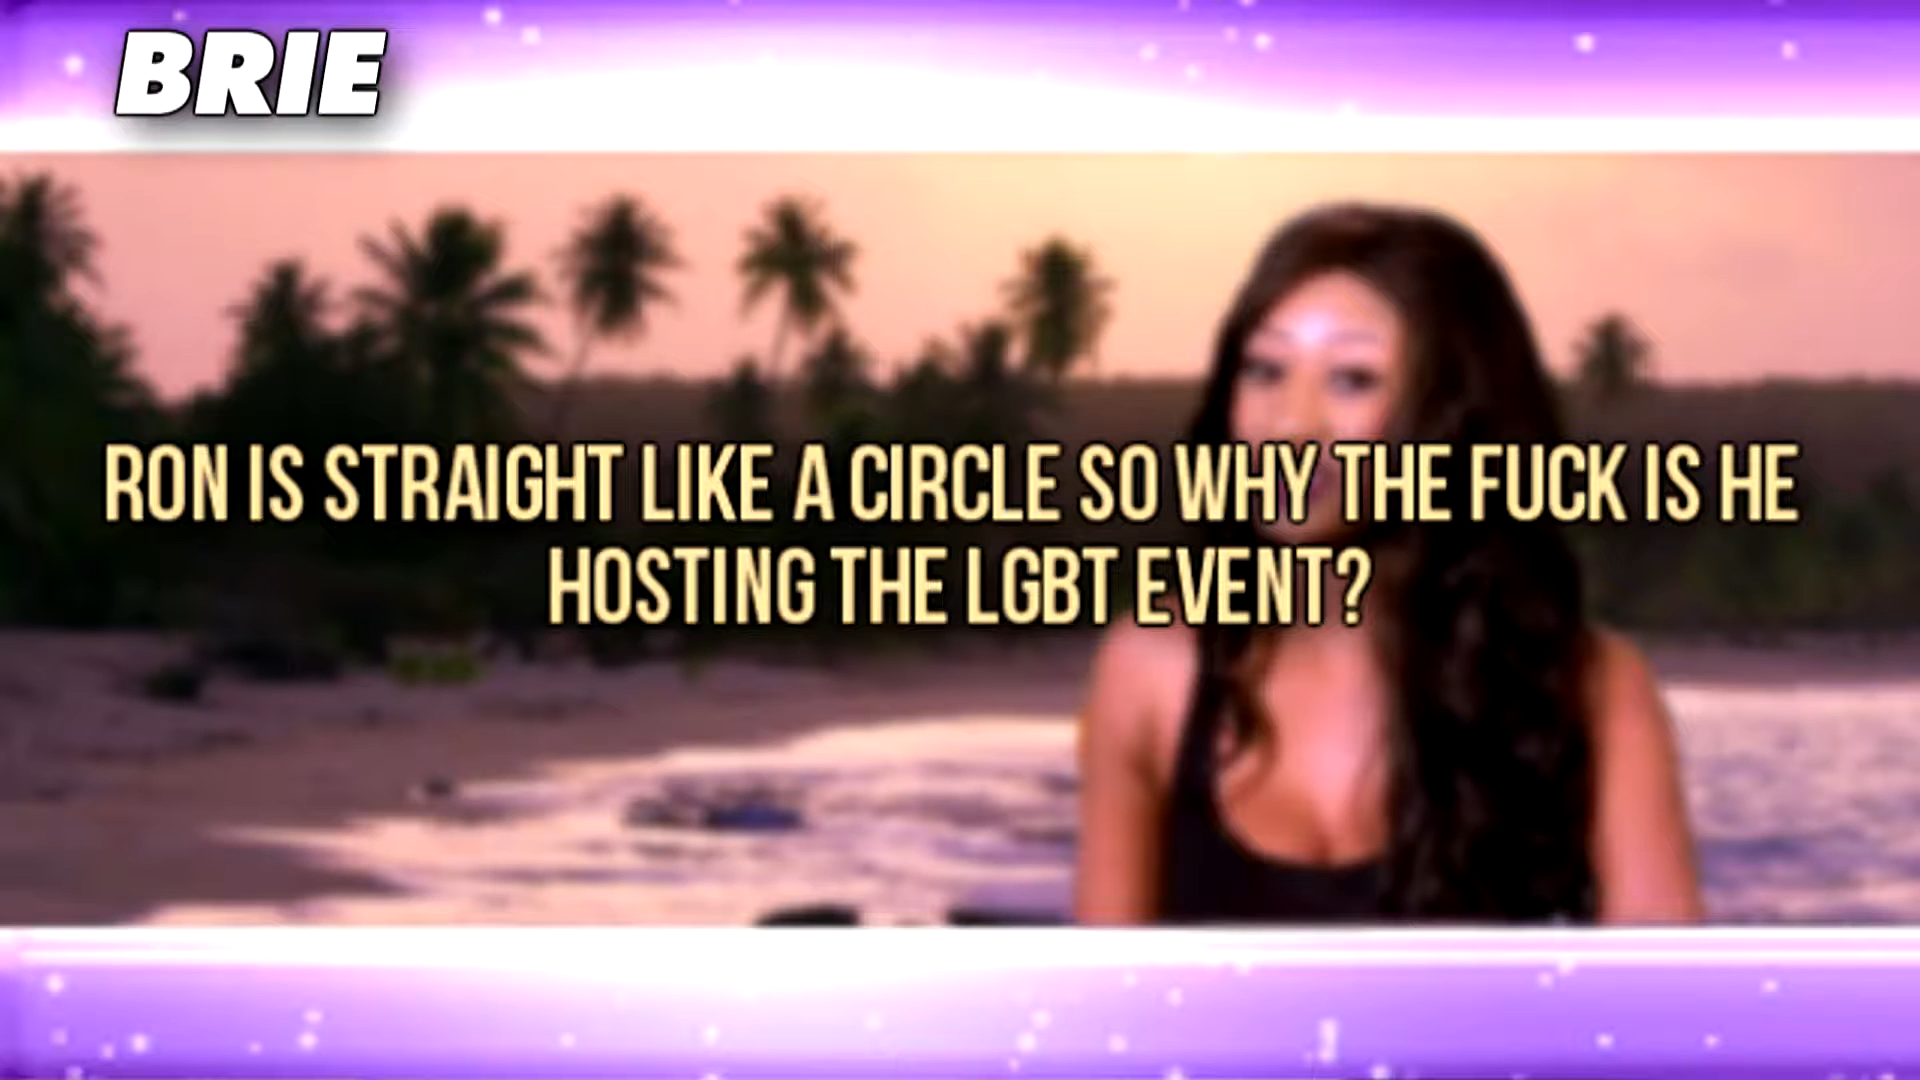 BRIE
RON IS STRAIGHT LIKE A CIRCLE SO WHY THE FUCK IS HE
HOSTING THE LGBT EVENT?